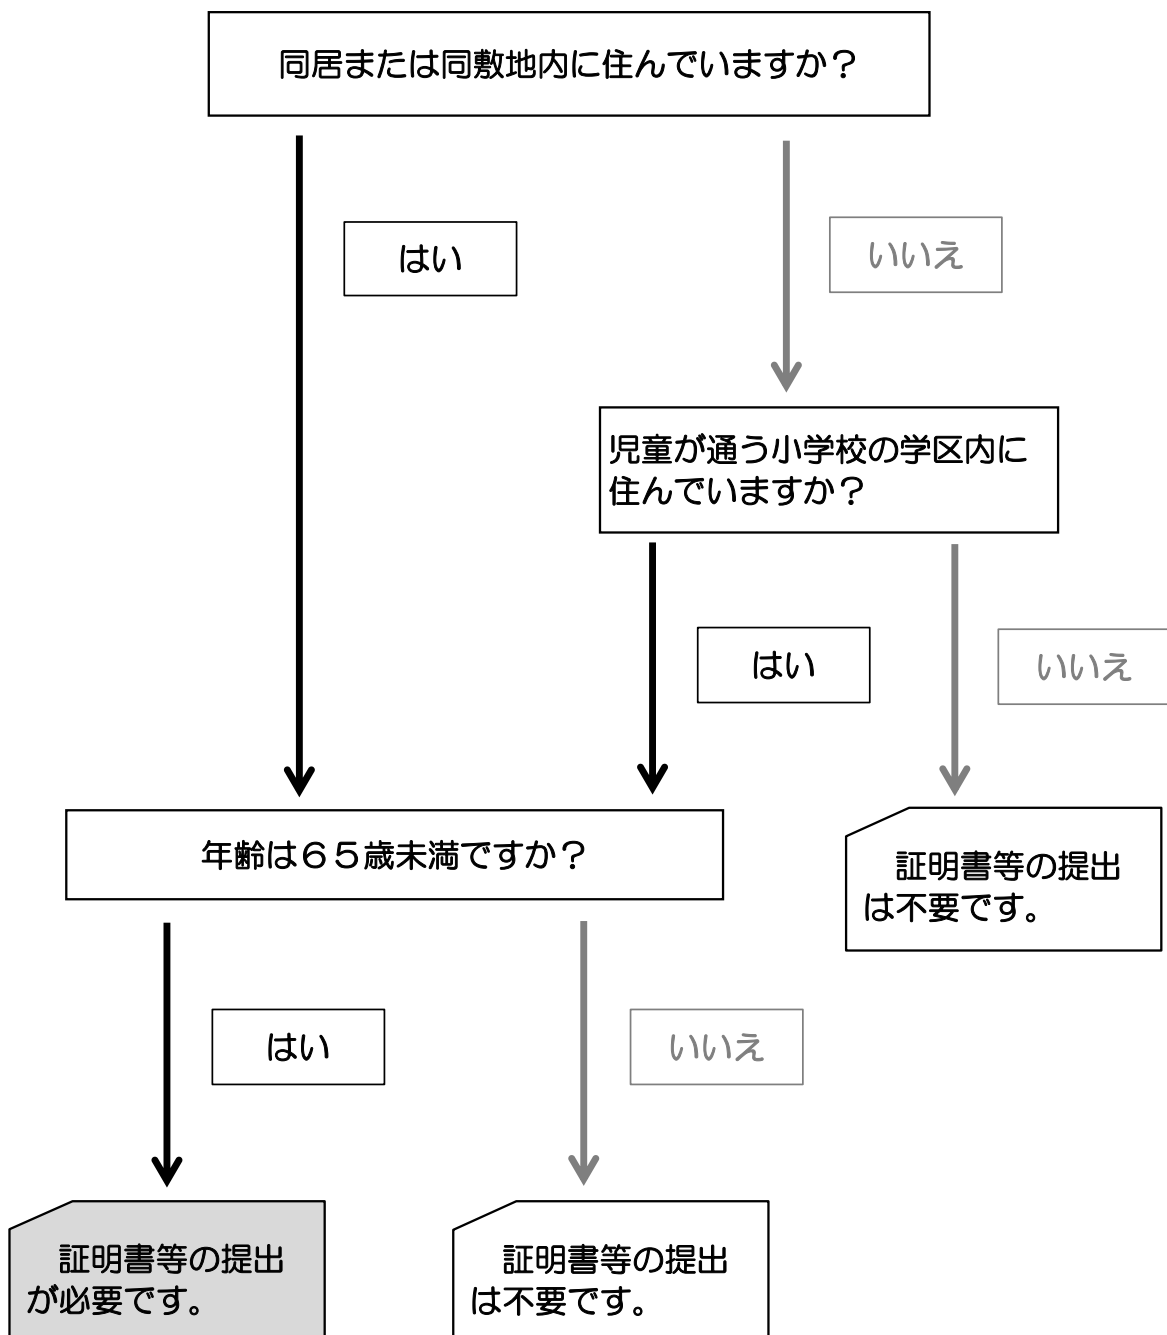 同居または同敷地内に住んでいますか？
はい
いいえ
児童が通う小学校の学区内に
住んでいますか？
はい
いいえ
年齢は６５歳未満ですか？
証明書等の提出
は不要です。
はい
いいえ
証明書等の提出
が必要です。
証明書等の提出
は不要です。